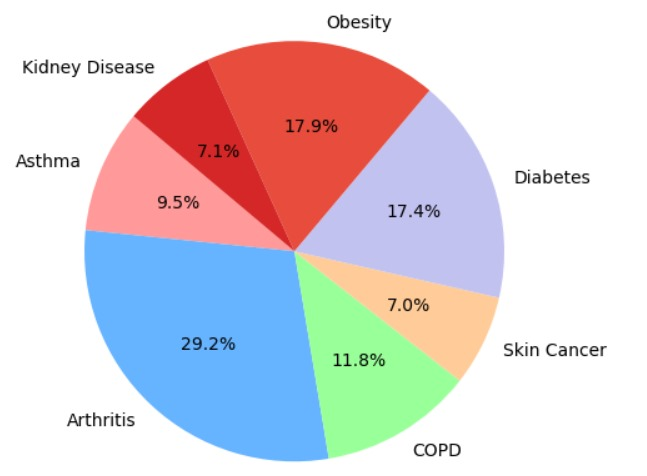 Obesity
Kidney Disease
17.9%
7.1%
Asthma
Diabetes
9.5%
17.4%
7.0%
29.2%
Skin Cancer
11.8%
Arthritis
COPD